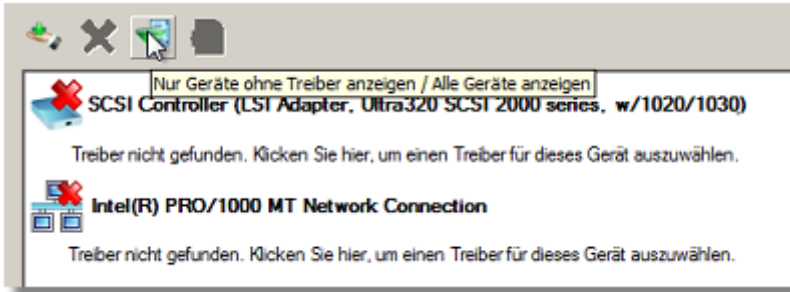 Nur Geräte ohne Treiber anzeigen / Alle Geräte anzeigen
SCSI Controller (LSI Adapter, Ultra320 SCSI 2000 series, w/1020/1030)
Treiber nicht gefunden. Klicken Sie hier, um einen Treiber für dieses Gerät auszuwählen.
Intel(R) PRO/1000 MT Network Connection
Treiber nicht gefunden. Klicken Sie hier, um einen Treiber für dieses Gerät auszuwählen.